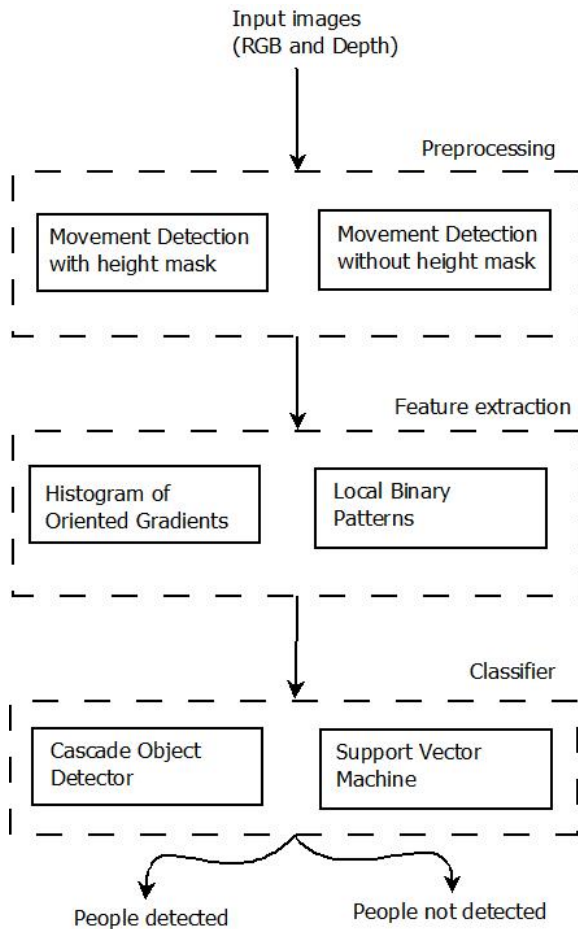 Input images
(RGB and Depth)
Preprocessing
Movement Detection
with height mask
Movement Detection
without height mask
Feature extraction
Histogram of
Oriented Gradients
Local Binary
Patterns
Classifier
Cascade Object
Detector
Support Vector
Machine
People detected
People not detected